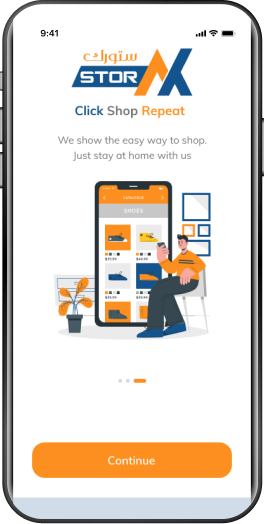 9:41
ستورك
STOR
Click Shop Repeat
We show the easy way to shop.
Just stay at home with us
SHOES
Continue